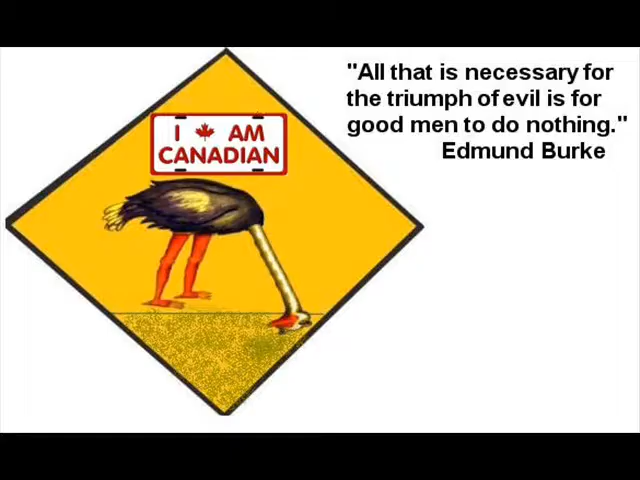 I AM
CANADIAN
"All that is necessary for
the triumph of evil is for
good men to do nothing."
Edmund Burke